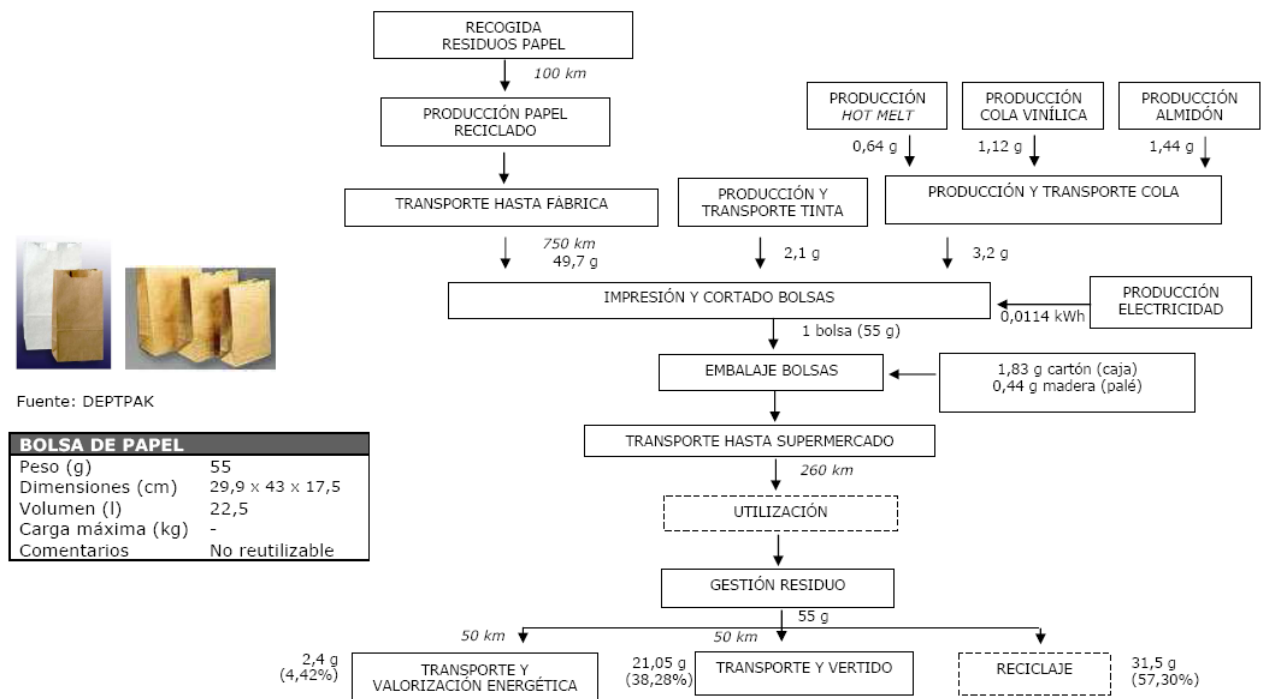 RECOGIDA
RESIDUOS PAPEL
100 km
PRODUCCIÓN PAPEL
RECICLADO
PRODUCCIÓN
HOT MELT
PRODUCCIÓN
COLA VINÍLICA
PRODUCCIÓN
ALMIDÓN
0,64 g
1,12 g
1,44 g
TRANSPORTE HASTA FÁBRICA
PRODUCCIÓN Y
TRANSPORTE TINTA
PRODUCCIÓN Y TRANSPORTE COLA
750 km
49,7 g
2,1 g
3,2 g
IMPRESIÓN Y CORTADO BOLSAS
PRODUCCIÓN
ELECTRICIDAD
0,0114 kWh
1 bolsa (55 g)
EMBALAJE BOLSAS
1,83 g cartón (caja)
0,44 g madera (palé)
Fuente: DEPTPAK
TRANSPORTE HASTA SUPERMERCADO
260 km
BOLSA DE PAPEL
Peso (g) 55
Dimensiones (cm) 29,9 x 43 x 17,5
Volumen (l) 22,5
Carga máxima (kg) -
Comentarios No reutilizable
UTILIZACIÓN
GESTIÓN RESIDUO
55 g
50 km
50 km
2,4 g
(4,42%)
TRANSPORTE Y
VALORIZACIÓN ENERGÉTICA
21,05 g
(38,28%)
TRANSPORTE Y VERTIDO
RECICLAJE
31,5 g
(57,30%)